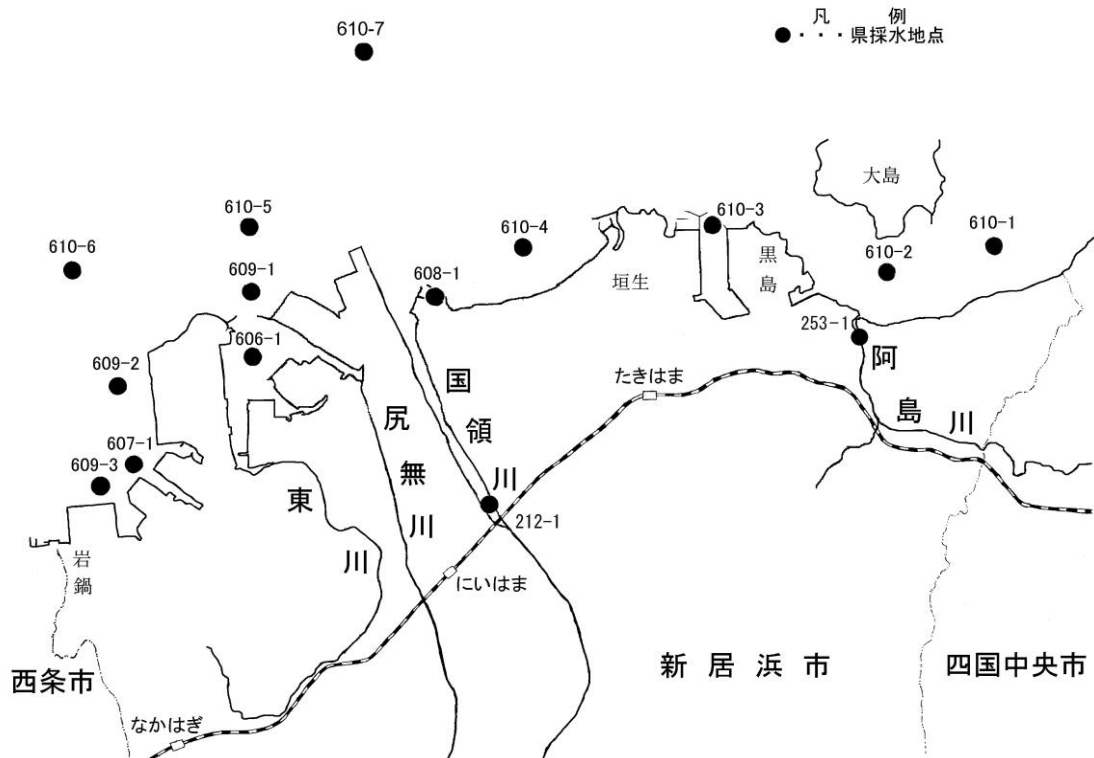 凡 例
●・・・県採水地点
610-7
大島
610-5
610-3
610-4
610-1
610-6
610-2
黒島
609-1
608-1
垣生
253-1
606-1
阿島川
609-2
国領川
たきはま
尻無川
607-1
609-3
東川
212-1
岩鍋
にいはま
西条市
新居浜市
四国中央市
なかはぎ